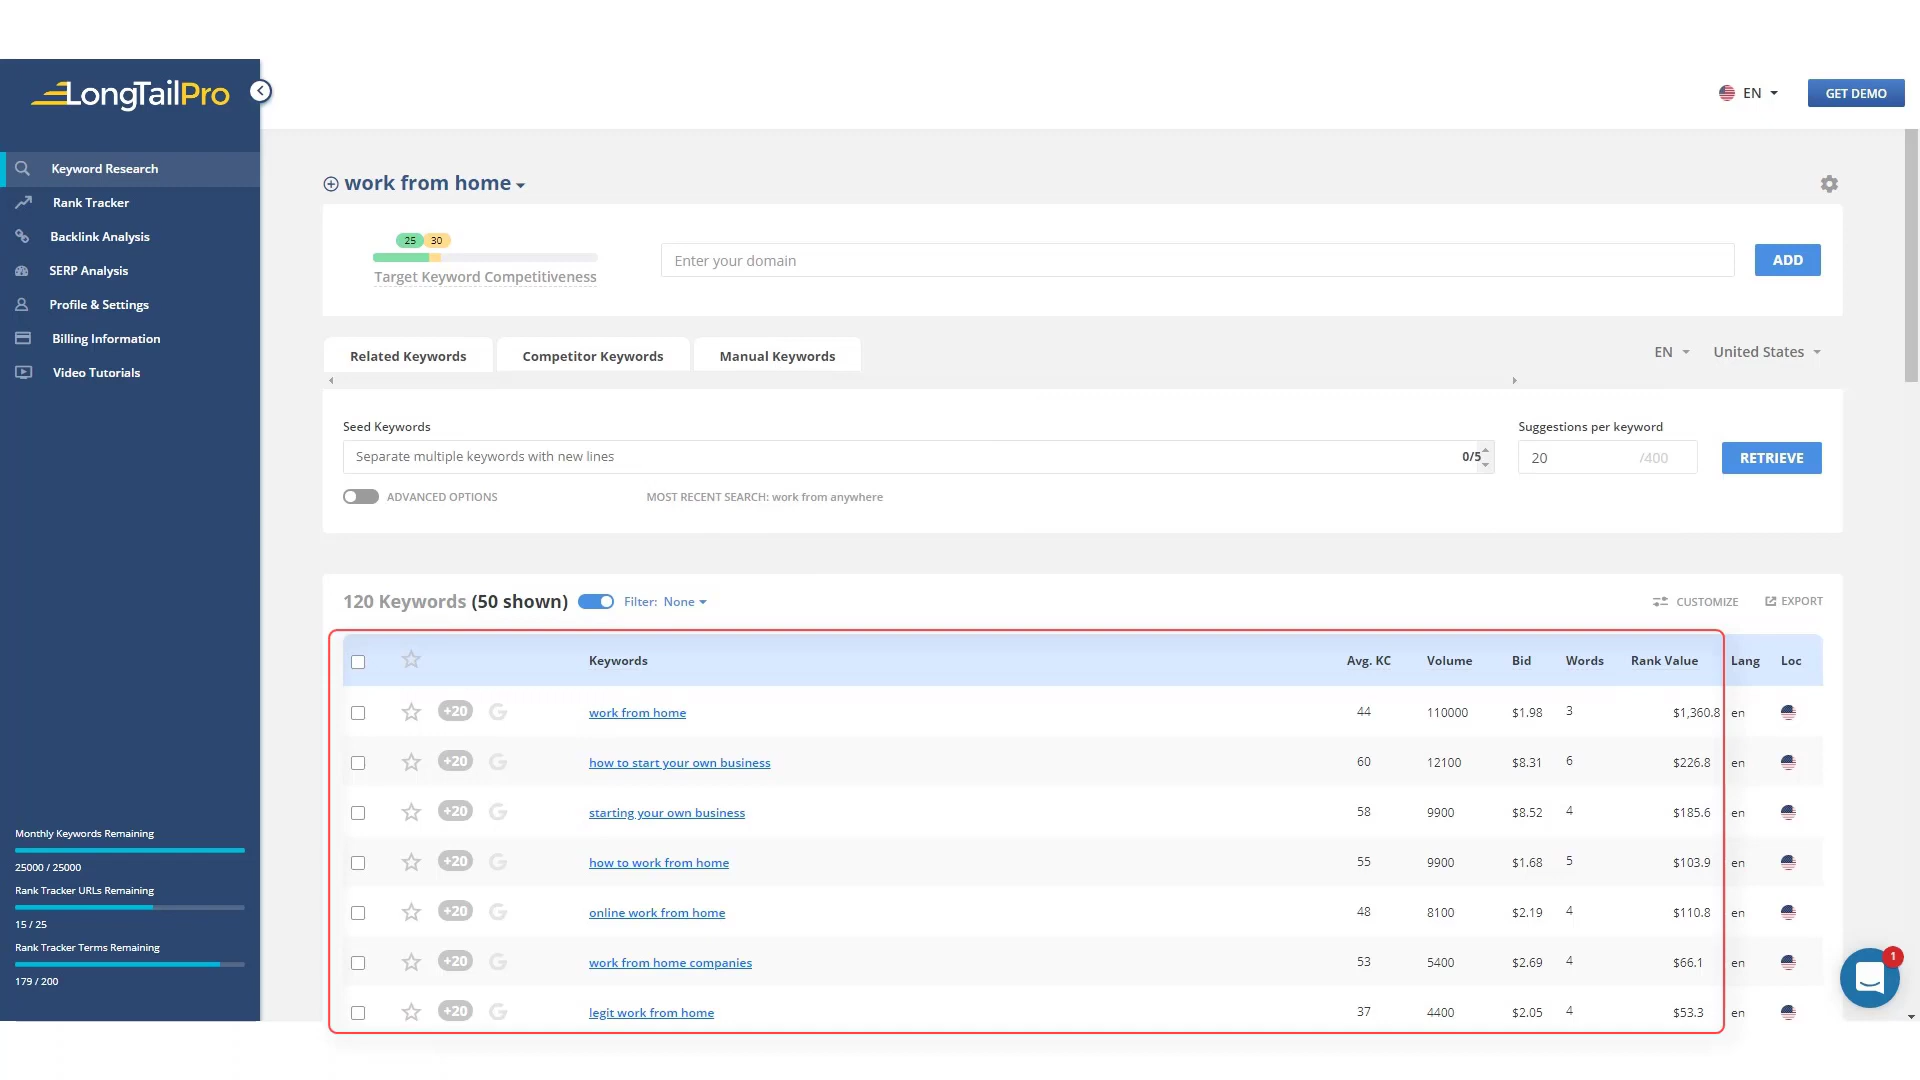 LongTailPro
EN
GET DEMO
Keyword Research
Rank Tracker
Backlink Analysis
SERP Analysis
Profile & Settings
Billing Information
Video Tutorials
Monthly Keywords Remaining
25000 / 25000
Rank Tracker URLs Remaining
15 / 25
Rank Tracker Terms Remaining
179 / 200
work from home
25 30
Target Keyword Competitiveness
Enter your domain
ADD
Related Keywords Competitor Keywords Manual Keywords
EN United States
Seed Keywords
Separate multiple keywords with new lines
0/5
Suggestions per keyword
20 /400
RETRIEVE
ADVANCED OPTIONS
MOST RECENT SEARCH: work from anywhere
120 Keywords (50 shown) Filter: None
CUSTOMIZE EXPORT
Keywords Avg. KC Volume Bid Words Rank Value Lang Loc
+20 G work from home 44 110000 $1.98 3 $1,360.8 en
+20 G how to start your own business 60 12100 $8.31 6 $226.8 en
+20 G starting your own business 58 9900 $8.52 4 $185.6 en
+20 G how to work from home 55 9900 $1.68 5 $103.9 en
+20 G online work from home 48 8100 $2.19 4 $110.8 en
+20 G work from home companies 53 5400 $2.69 4 $66.1 en
+20 G legit work from home 37 4400 $2.05 4 $53.3 en
1